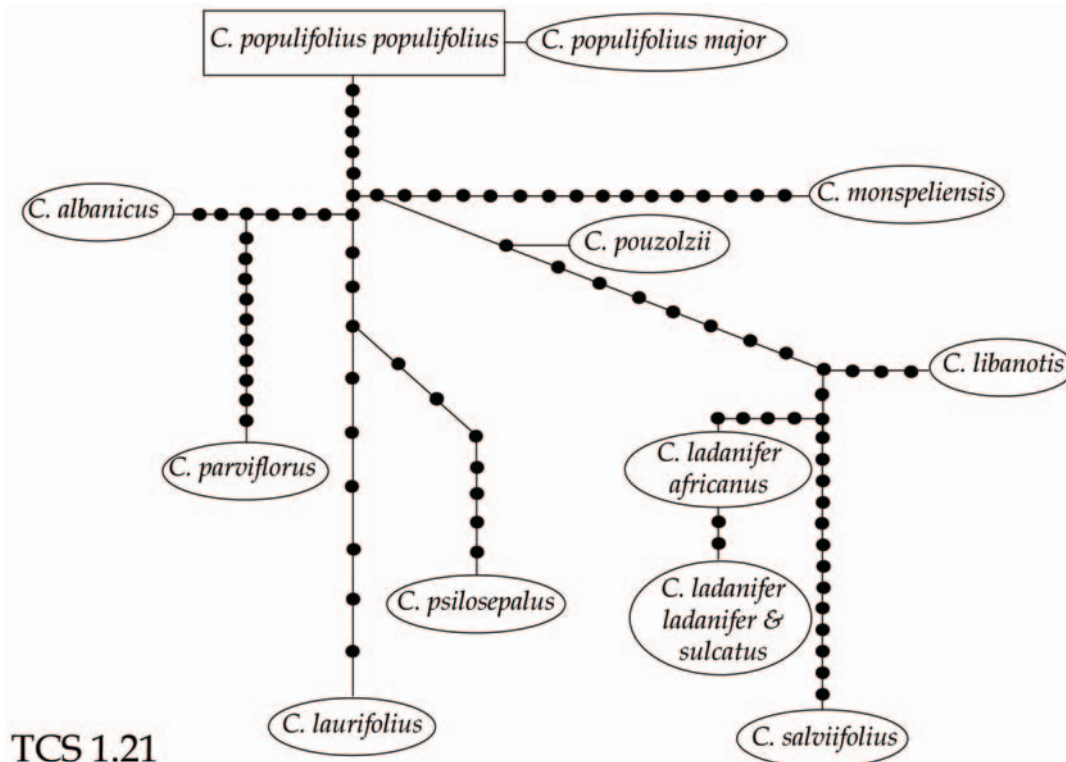 C. populifolius populifolius
C. populifolius major
C. albanicus
C. monspeliensis
C. pouzolzii
C. libanotis
C. parviflorus
C. ladanifer
africanus
C. psilosepalus
C. ladanifer
ladanifer &
sulcatus
C. laurifolius
C. salviifolius
TCS 1.21